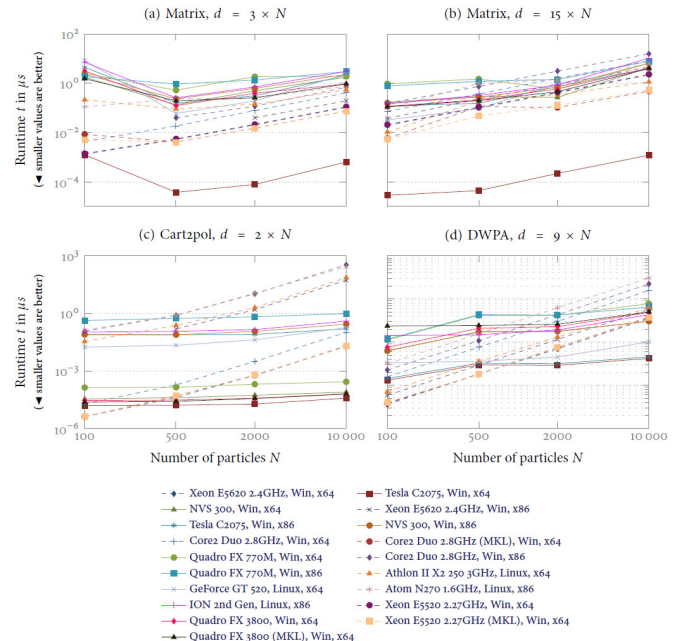 (a) Matrix, d = 3 × N
(b) Matrix, d = 15 × N
Runtime t in μs
(◄ smaller values are better)
10²
10⁰
10⁻²
10⁻⁴
(c) Cart2pol, d = 2 × N
(d) DWPA, d = 9 × N
Runtime t in μs
(◄ smaller values are better)
10³
10⁰
10⁻³
10⁻⁶
100 500 2000 10 000
100 500 2000 10 000
Number of particles N
Number of particles N
Xeon E5620 2.4GHz, Win, x64
Tesla C2075, Win, x64
NVS 300, Win, x64
Xeon E5620 2.4GHz, Win, x86
Tesla C2075, Win, x86
NVS 300, Win, x86
Core2 Duo 2.8GHz, Win, x64
Core2 Duo 2.8GHz (MKL), Win, x64
Quadro FX 770M, Win, x64
Core2 Duo 2.8GHz, Win, x86
Quadro FX 770M, Win, x86
Athlon II X2 250 3GHz, Linux, x64
GeForce GT 520, Linux, x64
Atom N270 1.6GHz, Linux, x86
ION 2nd Gen, Linux, x86
Xeon E5520 2.27GHz, Win, x64
Quadro FX 3800, Win, x64
Xeon E5520 2.27GHz (MKL), Win, x64
Quadro FX 3800 (MKL), Win, x64